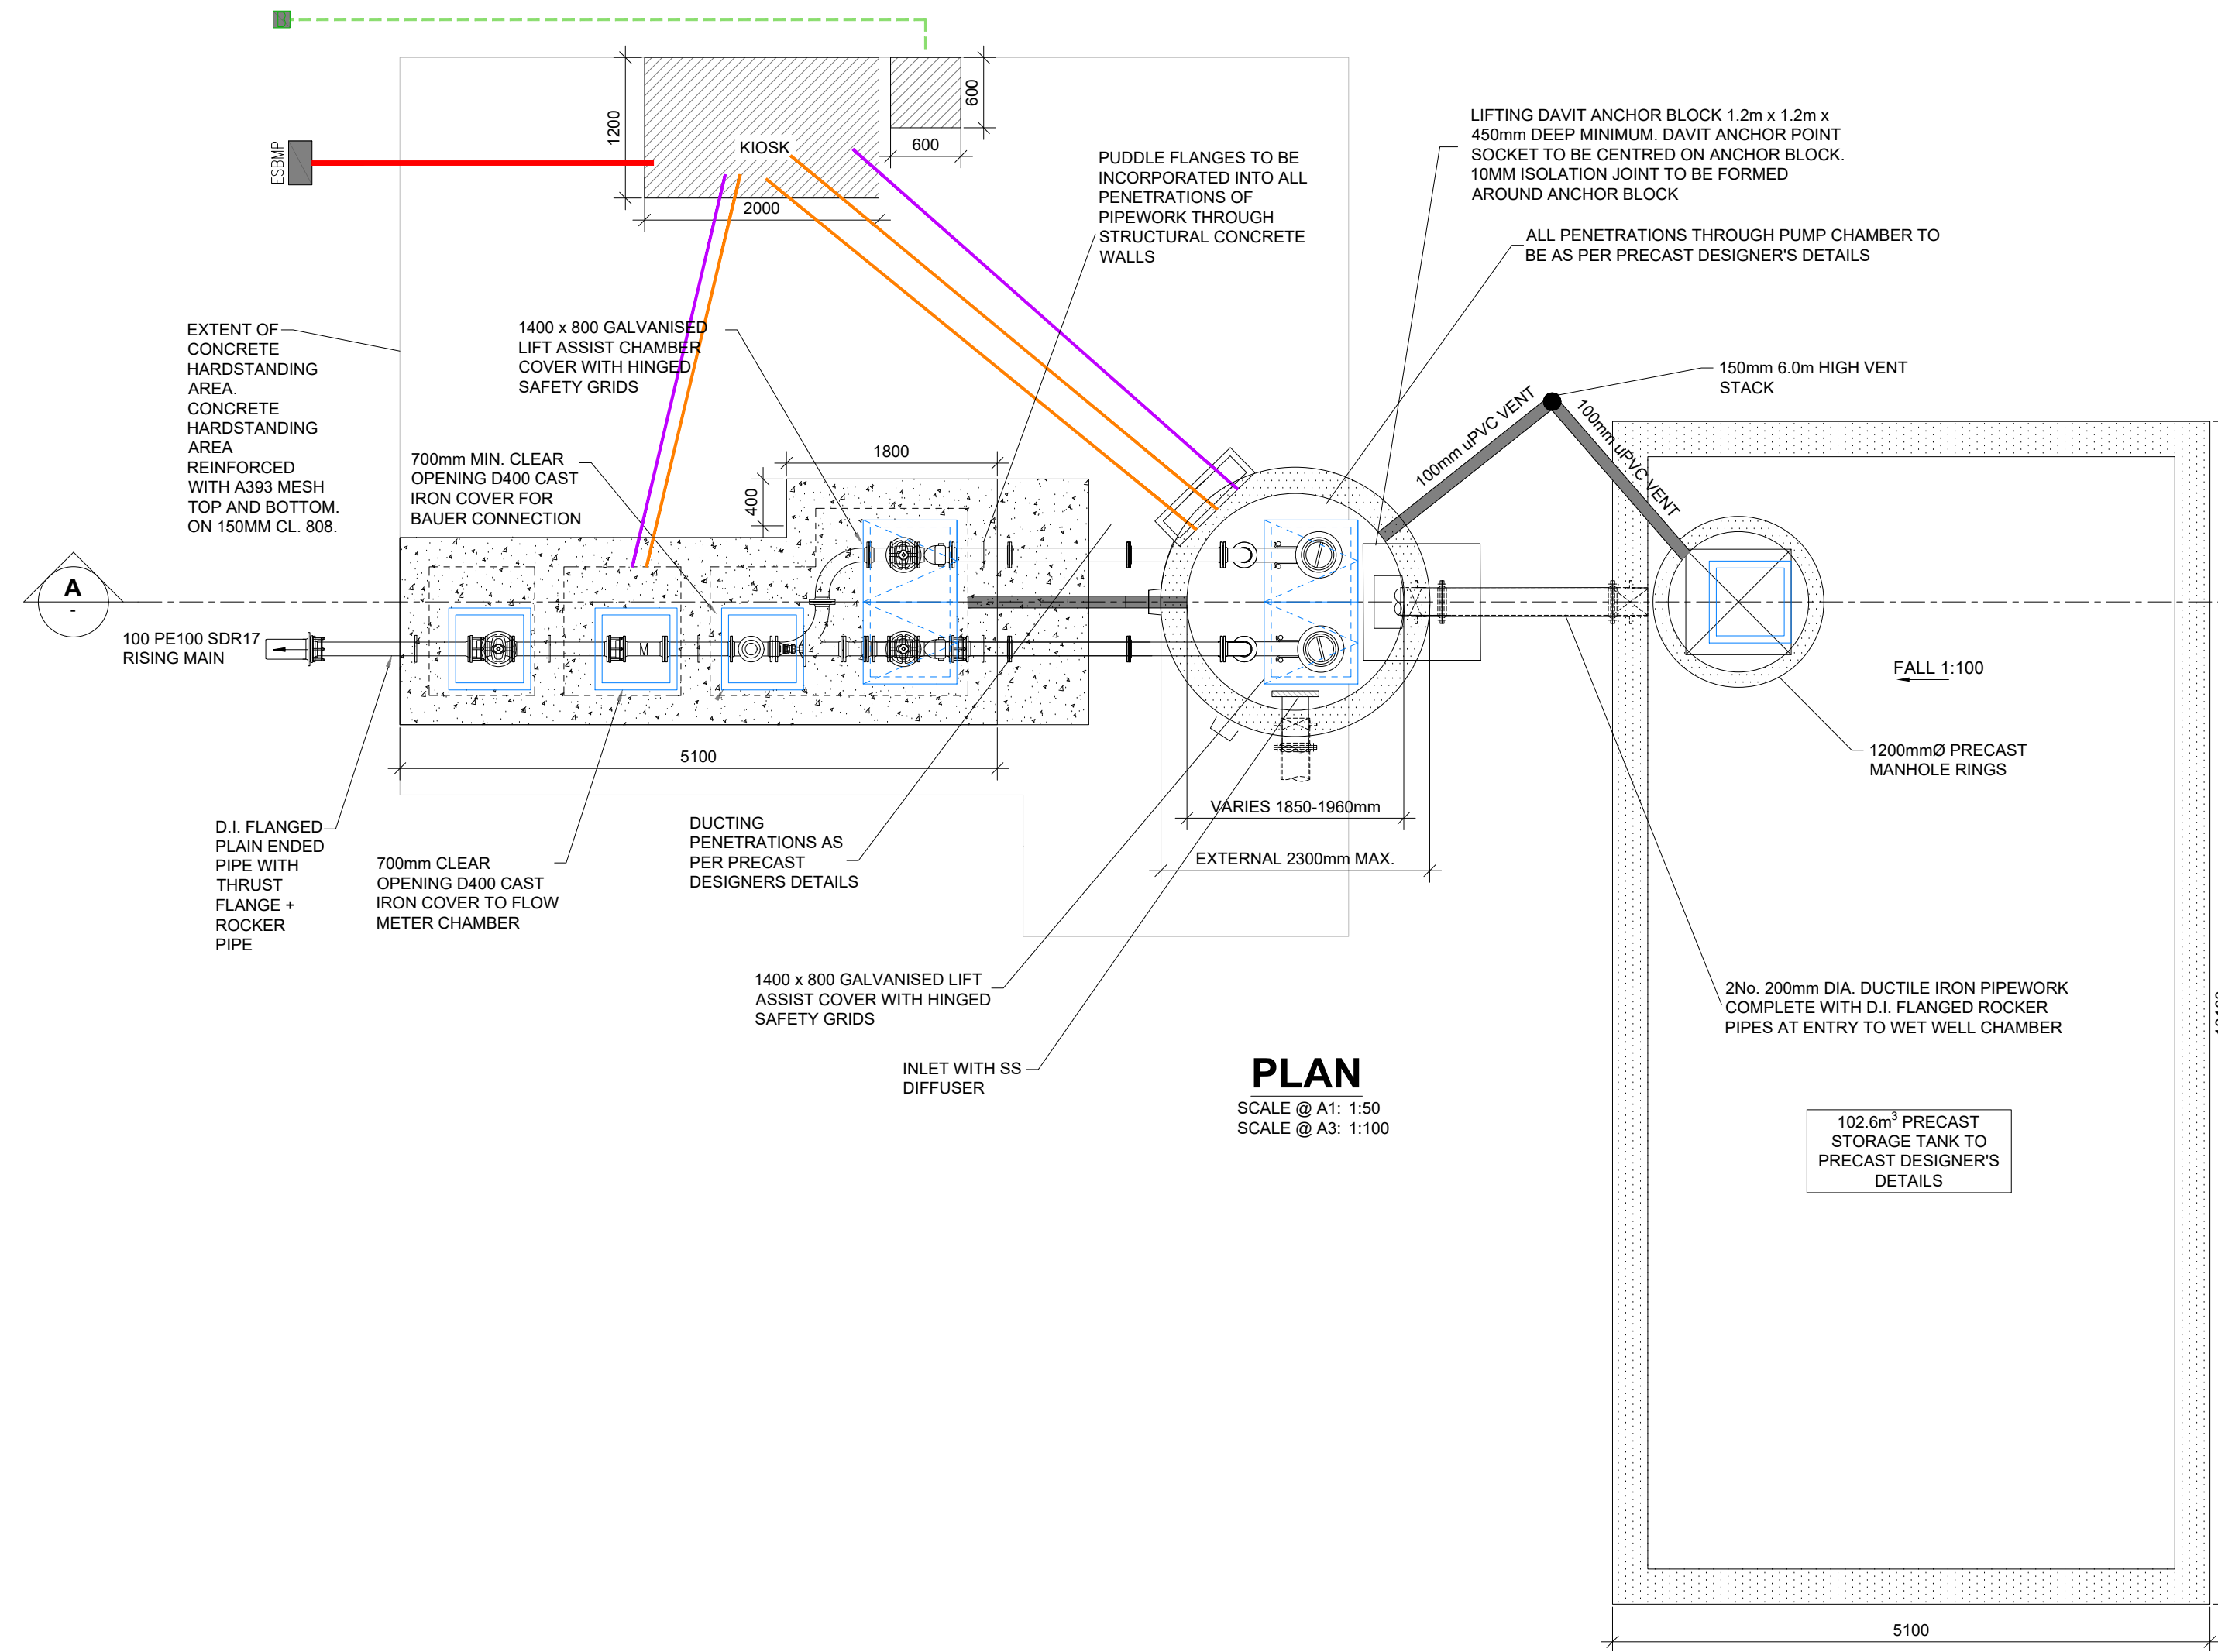 1200
KIOSK
2000
600
600
ESBMP
LIFTING DAVIT ANCHOR BLOCK 1.2m x 1.2m x
450mm DEEP MINIMUM. DAVIT ANCHOR POINT
SOCKET TO BE CENTRED ON ANCHOR BLOCK.
10MM ISOLATION JOINT TO BE FORMED
AROUND ANCHOR BLOCK
PUDDLE FLANGES TO BE
INCORPORATED INTO ALL
PENETRATIONS OF
PIPEWORK THROUGH
STRUCTURAL CONCRETE
WALLS
ALL PENETRATIONS THROUGH PUMP CHAMBER TO
BE AS PER PRECAST DESIGNER'S DETAILS
EXTENT OF
CONCRETE
HARDSTANDING
AREA.
CONCRETE
HARDSTANDING
AREA
REINFORCED
WITH A393 MESH
TOP AND BOTTOM.
ON 150MM CL. 808.
1400 x 800 GALVANISED
LIFT ASSIST CHAMBER
COVER WITH HINGED
SAFETY GRIDS
150mm 6.0m HIGH VENT
STACK
100mm uPVC VENT
100mm uPVC VENT
700mm MIN. CLEAR
OPENING D400 CAST
IRON COVER FOR
BAUER CONNECTION
1800
400
A
-
100 PE100 SDR17
RISING MAIN
M
FALL 1:100
5100
1200mmØ PRECAST
MANHOLE RINGS
VARIES 1850-1960mm
EXTERNAL 2300mm MAX.
D.I. FLANGED
PLAIN ENDED
PIPE WITH
THRUST
FLANGE +
ROCKER
PIPE
700mm CLEAR
OPENING D400 CAST
IRON COVER TO FLOW
METER CHAMBER
DUCTING
PENETRATIONS AS
PER PRECAST
DESIGNERS DETAILS
1400 x 800 GALVANISED LIFT
ASSIST COVER WITH HINGED
SAFETY GRIDS
2No. 200mm DIA. DUCTILE IRON PIPEWORK
COMPLETE WITH D.I. FLANGED ROCKER
PIPES AT ENTRY TO WET WELL CHAMBER
INLET WITH SS
DIFFUSER
PLAN
SCALE @ A1: 1:50
SCALE @ A3: 1:100
102.6m³ PRECAST
STORAGE TANK TO
PRECAST DESIGNER'S
DETAILS
5100